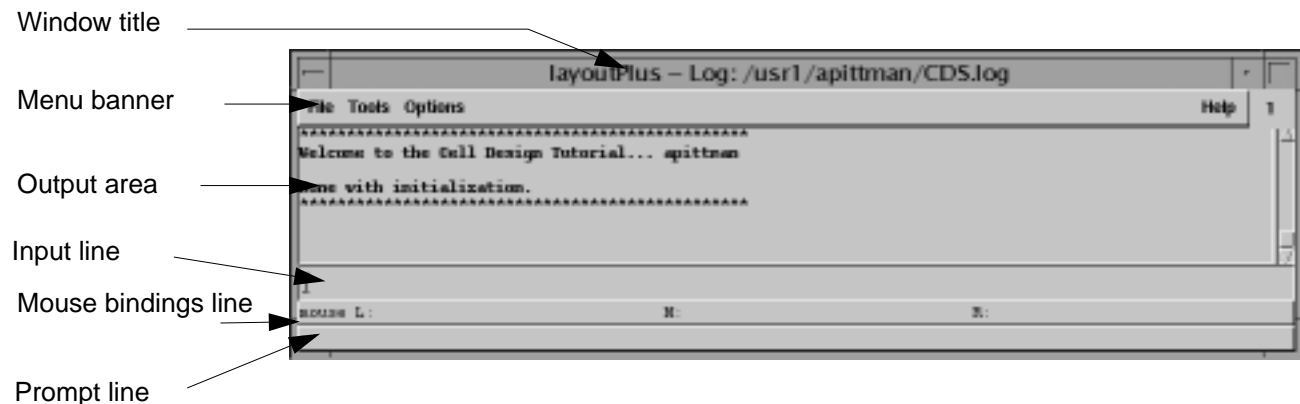 Window title
layoutPlus – Log: /usr1/apittman/CDS.log
Menu banner
File Tools Options Help 1
************************************************
Welcome to the Cell Design Tutorial... apittman
Output area
Done with initialization.
************************************************
Input line
Mouse bindings line
mouse L: M: R:
Prompt line